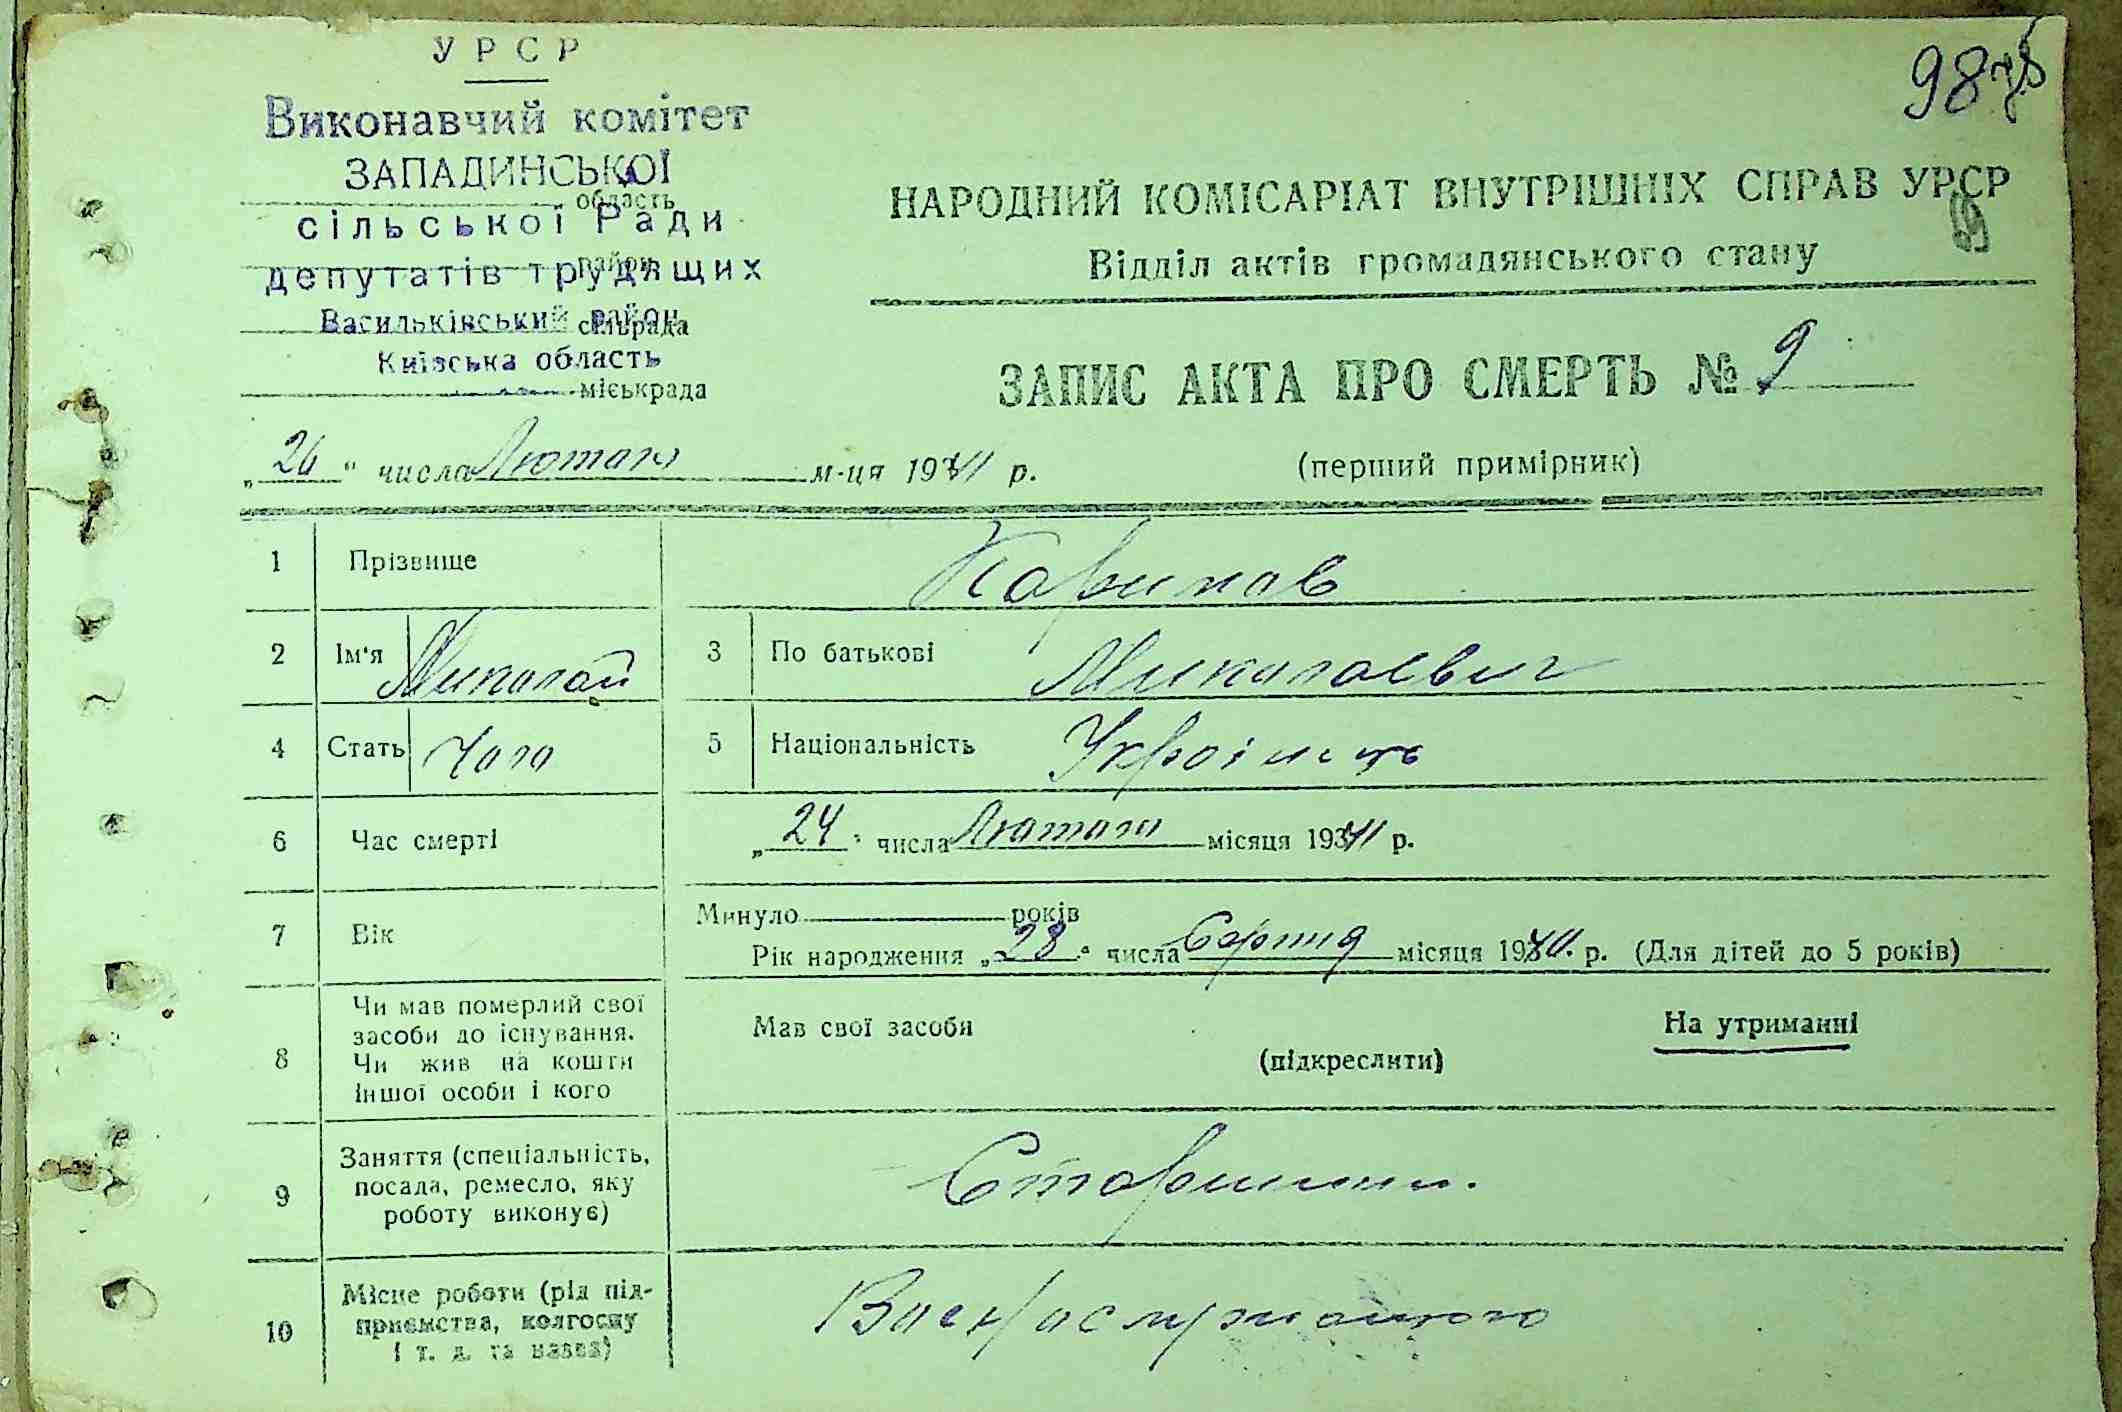 УРСР
Виконавчий комітет
ЗАПАДИНСЬКОЇ
область
сільської Ради
район
депутатів трудящих
Васильківський район
сільрада
Київська область
міськрада
98
НАРОДНИЙ КОМІСАРІАТ ВНУТРІШНІХ СПРАВ УРСР
Відділ актів громадянського стану
ЗАПИС АКТА ПРО СМЕРТЬ № 9
„26“ числа Лютого м-ця 1941 р.
(перший примірник)
1 Прізвище
2 Ім'я Миколай 3 По батькові Миколаєвич
4 Стать Чоло 5 Національність Українець
6 Час смерті „24“ числа Лютого місяця 1941 р.
Минуло років
7 Вік Рік народження „28“ числа Серпня місяця 1940. р. (Для дітей до 5 років)
8 Чи мав померлий свої засоби до існування. Чи жив на кошти іншої особи і кого
Мав свої засоби
На утриманні
(підкреслити)
9 Заняття (спеціальність, посада, ремесло, яку роботу виконує)
10 Місце роботи (рід підприємства, колгоспу і т. д. та назва)